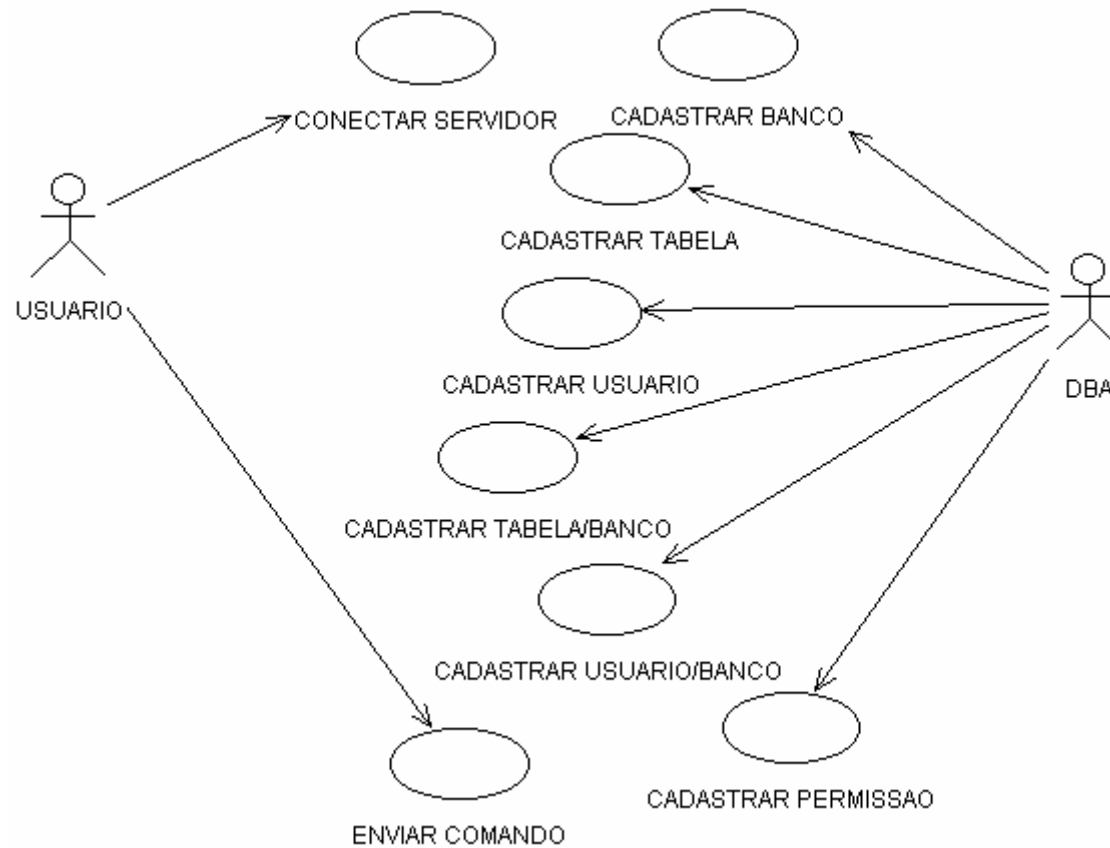 CONECTAR SERVIDOR
CADASTRAR BANCO
CADASTRAR TABELA
USUARIO
CADASTRAR USUARIO
DBA
CADASTRAR TABELA/BANCO
CADASTRAR USUARIO/BANCO
CADASTRAR PERMISSAO
ENVIAR COMANDO